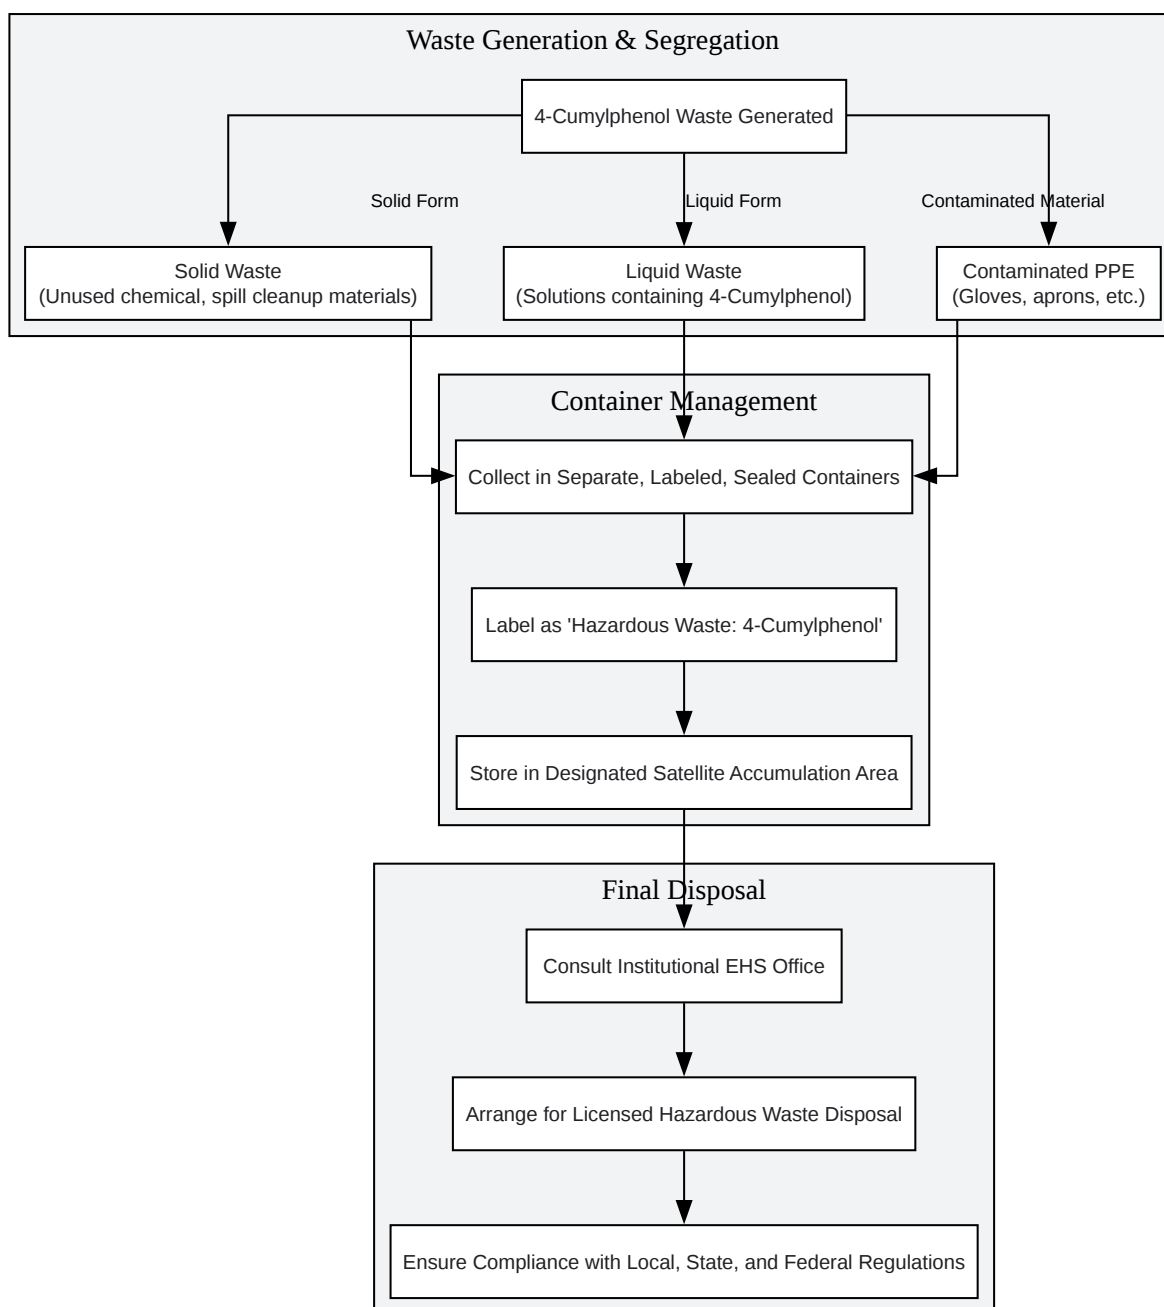 Waste Generation & Segregation
4-Cumylphenol Waste Generated
Solid Form
Liquid Form
Contaminated Material
Solid Waste
(Unused chemical, spill cleanup materials)
Liquid Waste
(Solutions containing 4-Cumylphenol)
Contaminated PPE
(Gloves, aprons, etc.)
Container Management
Collect in Separate, Labeled, Sealed Containers
Label as 'Hazardous Waste: 4-Cumylphenol'
Store in Designated Satellite Accumulation Area
Final Disposal
Consult Institutional EHS Office
Arrange for Licensed Hazardous Waste Disposal
Ensure Compliance with Local, State, and Federal Regulations